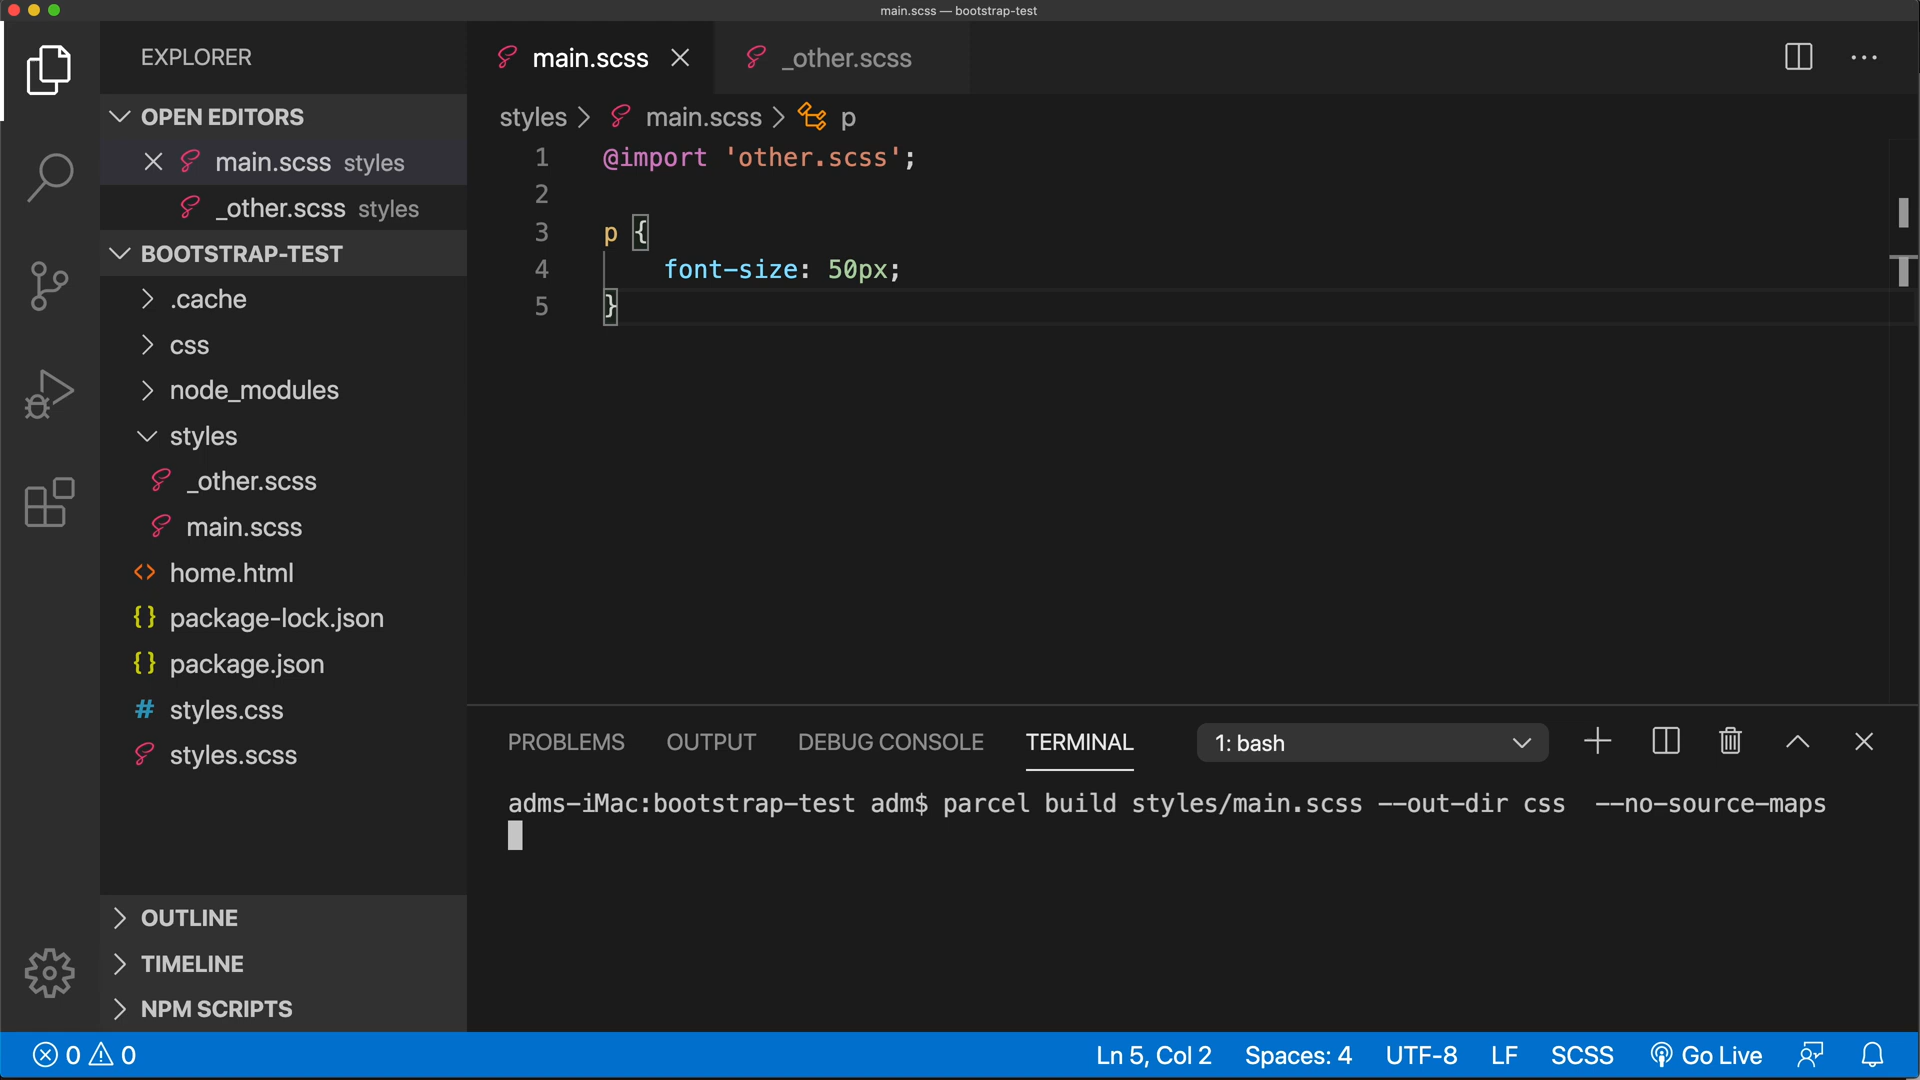 main.scss — bootstrap-test
EXPLORER
OPEN EDITORS
main.scss styles
_other.scss styles
BOOTSTRAP-TEST
.cache
css
node_modules
styles
_other.scss
main.scss
home.html
package-lock.json
package.json
styles.css
styles.scss
OUTLINE
TIMELINE
NPM SCRIPTS
main.scss
_other.scss
styles > main.scss > p
1 @import 'other.scss';
2
3 p {
4 font-size: 50px;
5 }
PROBLEMS OUTPUT DEBUG CONSOLE TERMINAL 1: bash
adms-iMac:bootstrap-test adm$ parcel build styles/main.scss --out-dir css  --no-source-maps
0 0 Ln 5, Col 2 Spaces: 4 UTF-8 LF SCSS Go Live